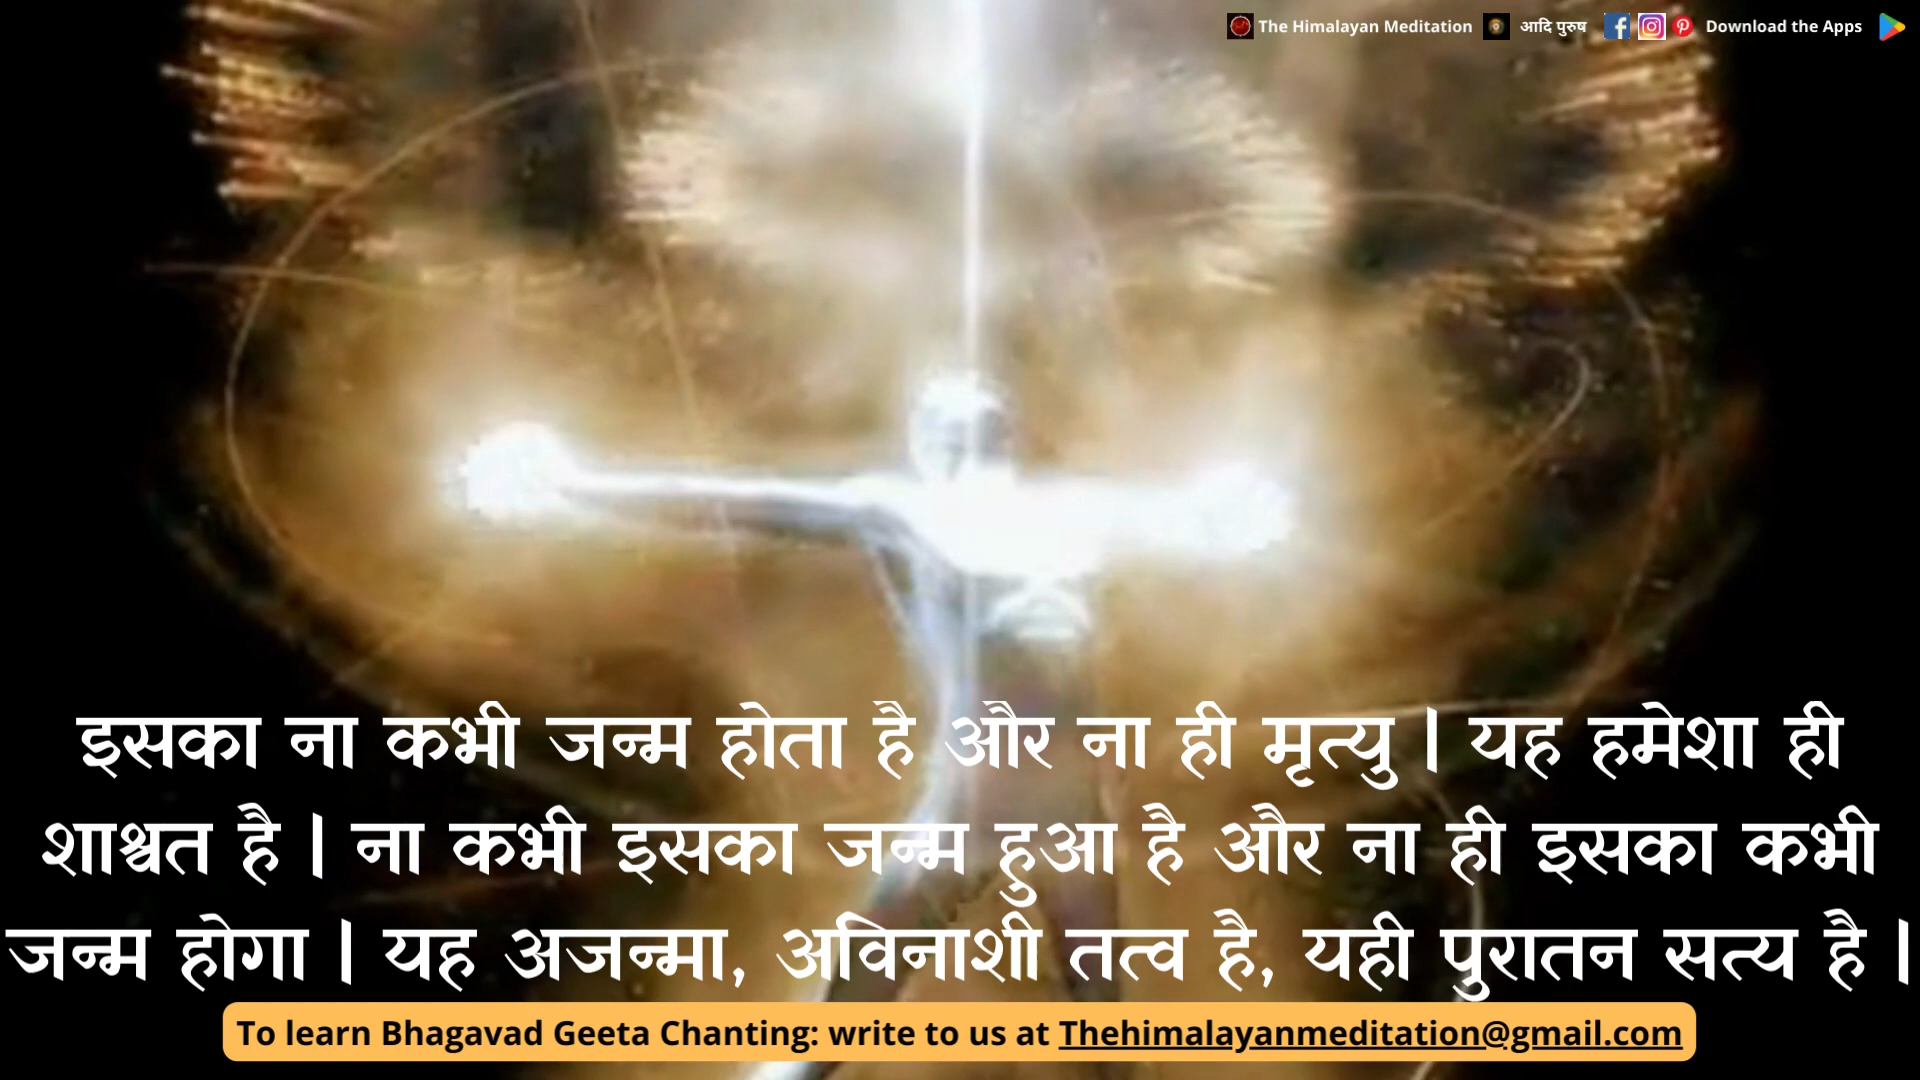 The Himalayan Meditation आदि पुरुष Download the Apps
इसका ना कभी जन्म होता है और ना ही मृत्यु | यह हमेशा ही
शाश्वत है | ना कभी इसका जन्म हुआ है और ना ही इसका कभी
जन्म होगा | यह अजन्मा, अविनाशी तत्व है, यही पुरातन सत्य है |
To learn Bhagavad Geeta Chanting: write to us at Thehimalayanmeditation@gmail.com